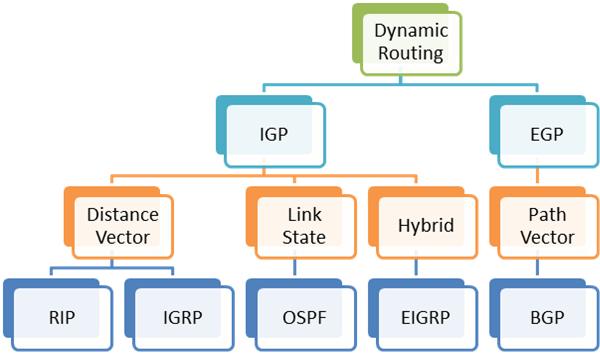 Dynamic
Routing
IGP
EGP
Distance
Vector
Link
State
Hybrid
Path
Vector
RIP
IGRP
OSPF
EIGRP
BGP